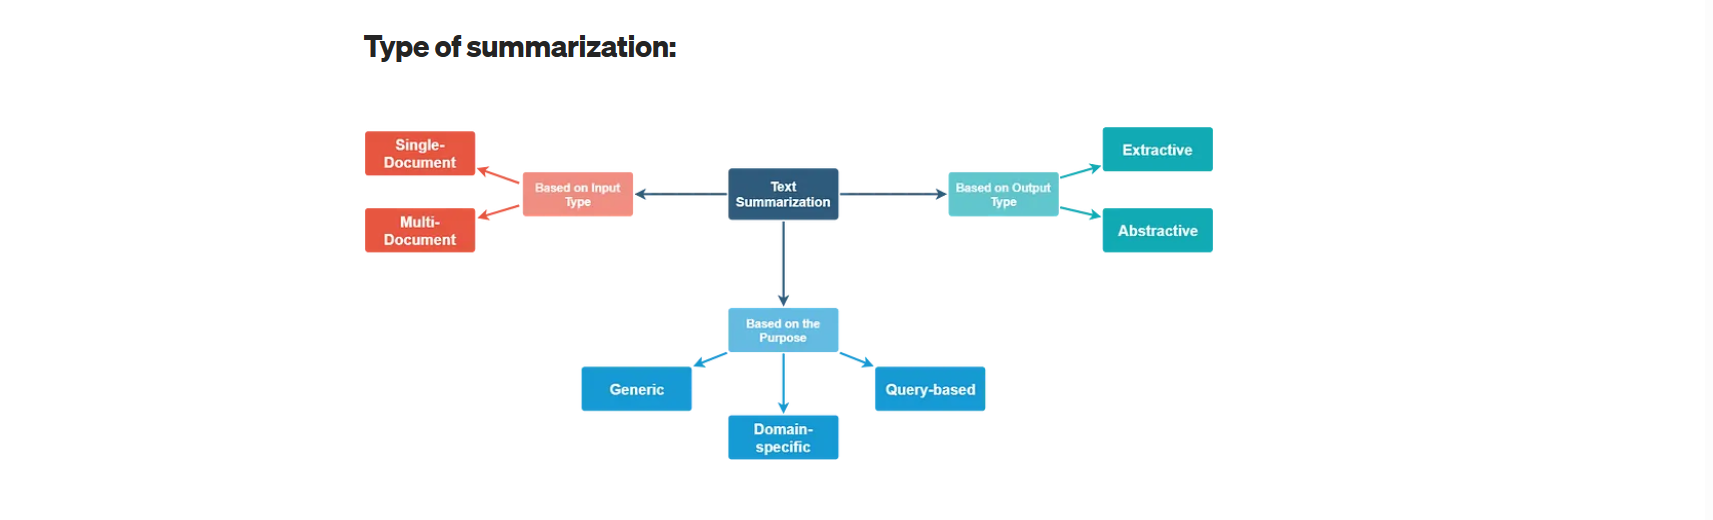 Type of summarization:
Single-
Document
Multi-
Document
Based on Input
Type
Text
Summarization
Based on Output
Type
Extractive
Abstractive
Based on the
Purpose
Generic
Domain-
specific
Query-based